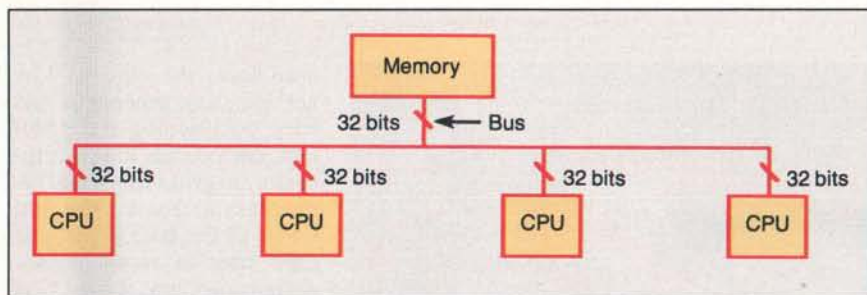 Memory
32 bits
Bus
32 bits
32 bits
32 bits
32 bits
CPU
CPU
CPU
CPU